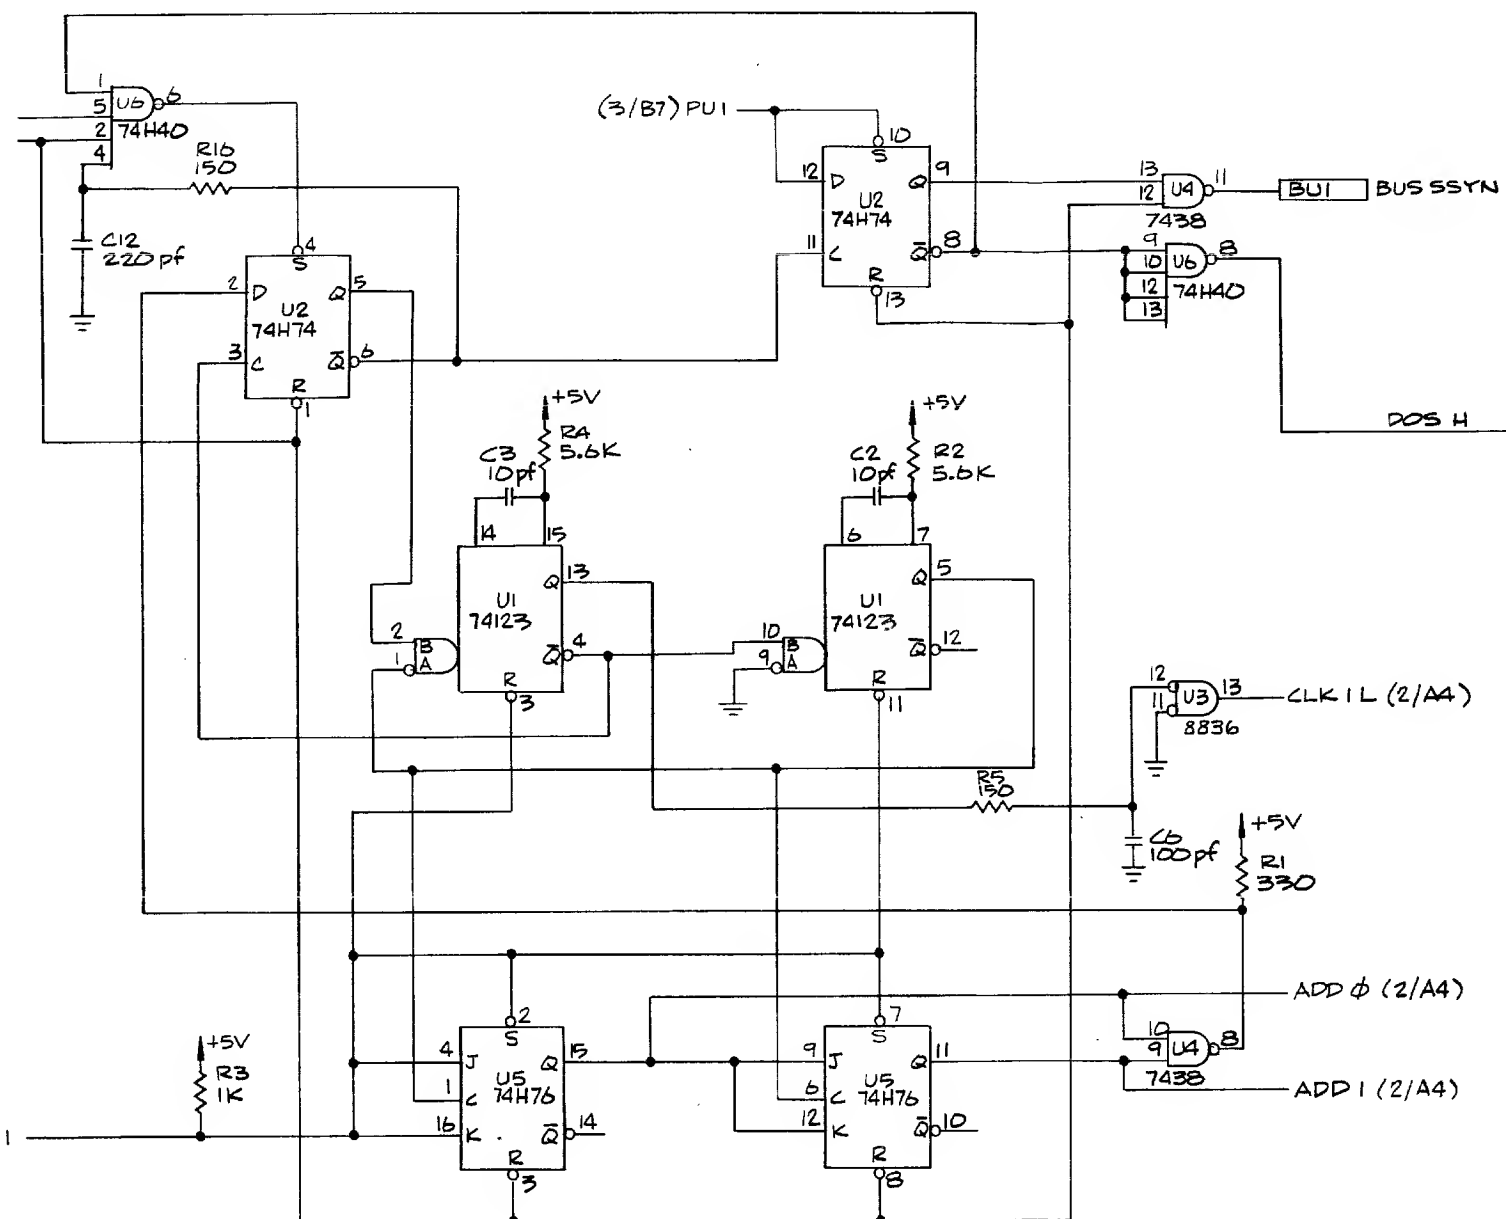 1
5
2
4
U6
6
74H40
R16
150
C12
220pf
(3/B7) PU1
10
S
12
D
Q
9
U2
74H74
11
C
Q
8
R
13
13
12
U4
11
7438
BU1
BUS SSYN
9
10
12
13
U6
8
74H40
DOS H
4
S
2
D
Q
5
U2
74H74
3
C
Q
6
R
1
+5V
R4
5.6K
C3
10pf
14
15
Q
13
U1
74123
2
B
1
A
Q
4
R
3
+5V
R2
5.6K
C2
10pf
6
7
Q
5
U1
74123
10
B
9
A
Q
12
R
11
12
11
U3
13
8836
CLK 1 L (2/A4)
R5
150
C6
100pf
+5V
R1
330
ADD ϕ (2/A4)
10
9
U4
8
7438
ADD 1 (2/A4)
2
S
4
J
Q
15
U5
74H76
1
C
16
K
Q
14
R
3
7
S
9
J
Q
11
U5
74H76
6
C
12
K
Q
10
R
8
+5V
R3
1K
1